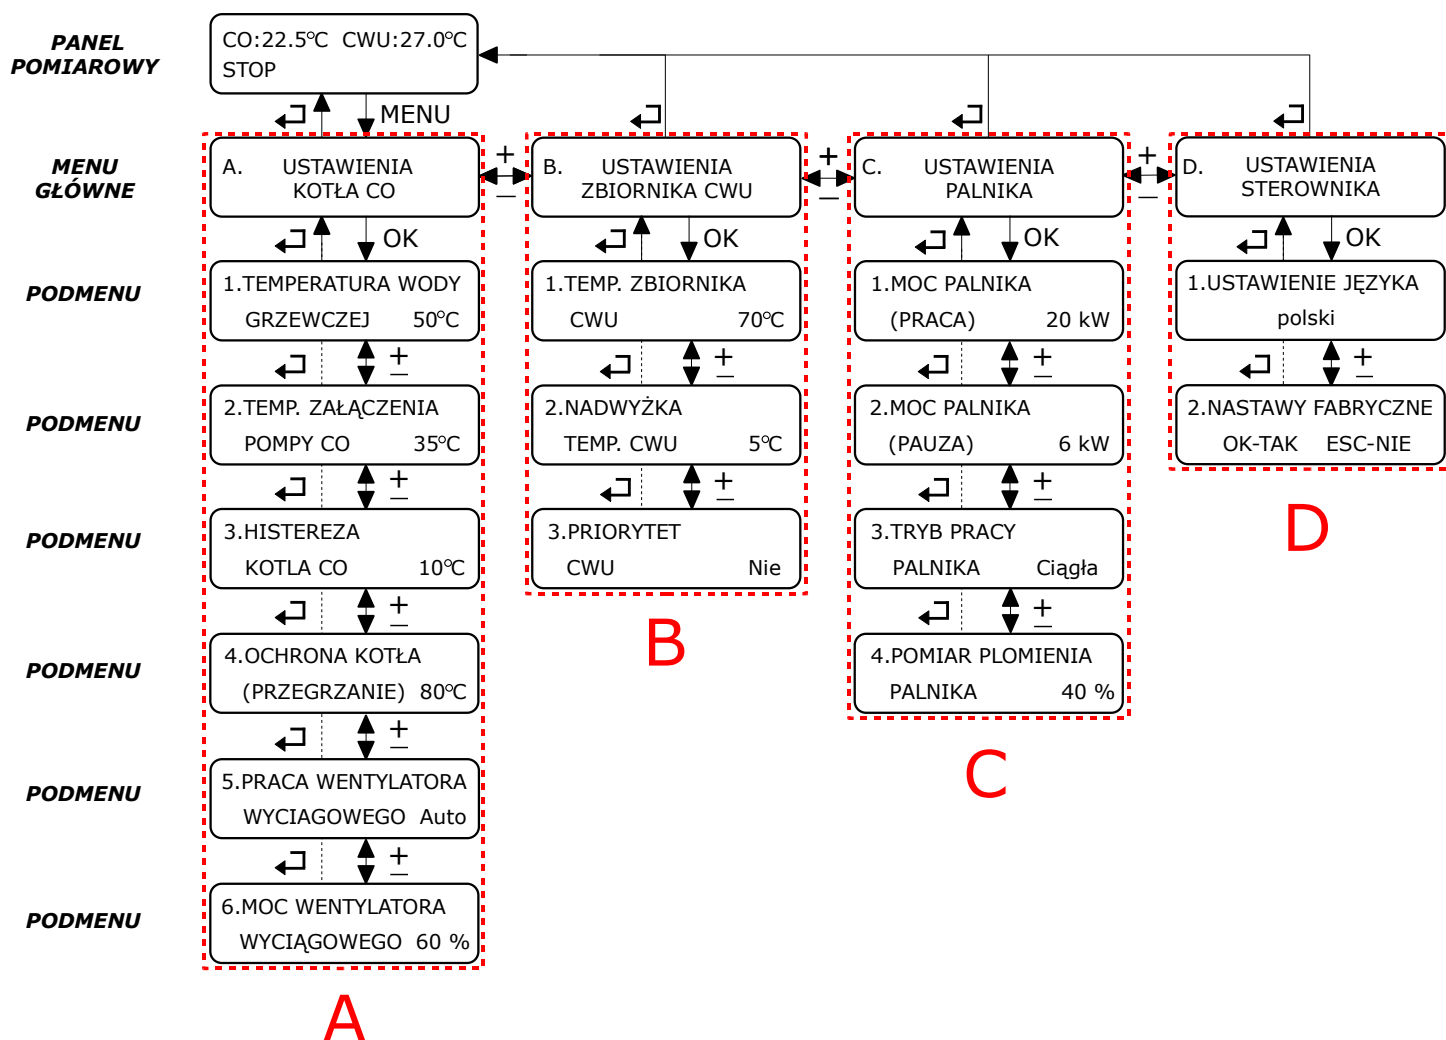 PANEL
POMIAROWY
CO:22.5°C CWU:27.0°C
STOP
MENU
MENU
GŁÓWNE
A. USTAWIENIA
KOTŁA CO
+
–
B. USTAWIENIA
ZBIORNIKA CWU
+
–
C. USTAWIENIA
PALNIKA
+
–
D. USTAWIENIA
STEROWNIKA
OK
OK
OK
OK
PODMENU
1.TEMPERATURA WODY
GRZEWCZEJ 50°C
1.TEMP. ZBIORNIKA
CWU 70°C
1.MOC PALNIKA
(PRACA) 20 kW
1.USTAWIENIE JĘZYKA
polski
+
–
+
–
+
–
+
–
PODMENU
2.TEMP. ZAŁĄCZENIA
POMPY CO 35°C
2.NADWYŻKA
TEMP. CWU 5°C
2.MOC PALNIKA
(PAUZA) 6 kW
2.NASTAWY FABRYCZNE
OK-TAK ESC-NIE
+
–
+
–
+
–
D
PODMENU
3.HISTEREZA
KOTLA CO 10°C
3.PRIORYTET
CWU Nie
3.TRYB PRACY
PALNIKA Ciągła
+
–
+
–
B
PODMENU
4.OCHRONA KOTŁA
(PRZEGRZANIE) 80°C
4.POMIAR PLOMIENIA
PALNIKA 40 %
+
–
C
PODMENU
5.PRACA WENTYLATORA
WYCIAGOWEGO Auto
+
–
PODMENU
6.MOC WENTYLATORA
WYCIĄGOWEGO 60 %
A